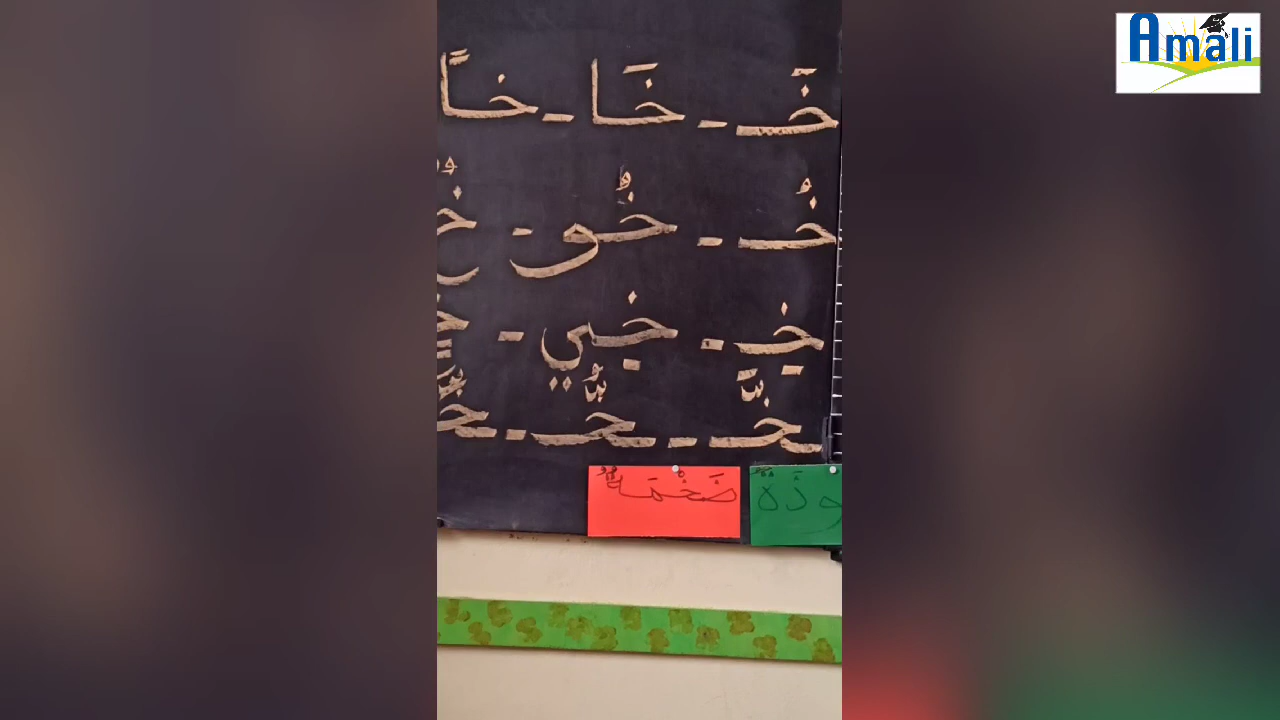 Amali
خَـ - خَا - خاً
خُـ - خُو -
خِـ - خِي -
خَّـ - خُّـ -
ضَخْمَةٌ